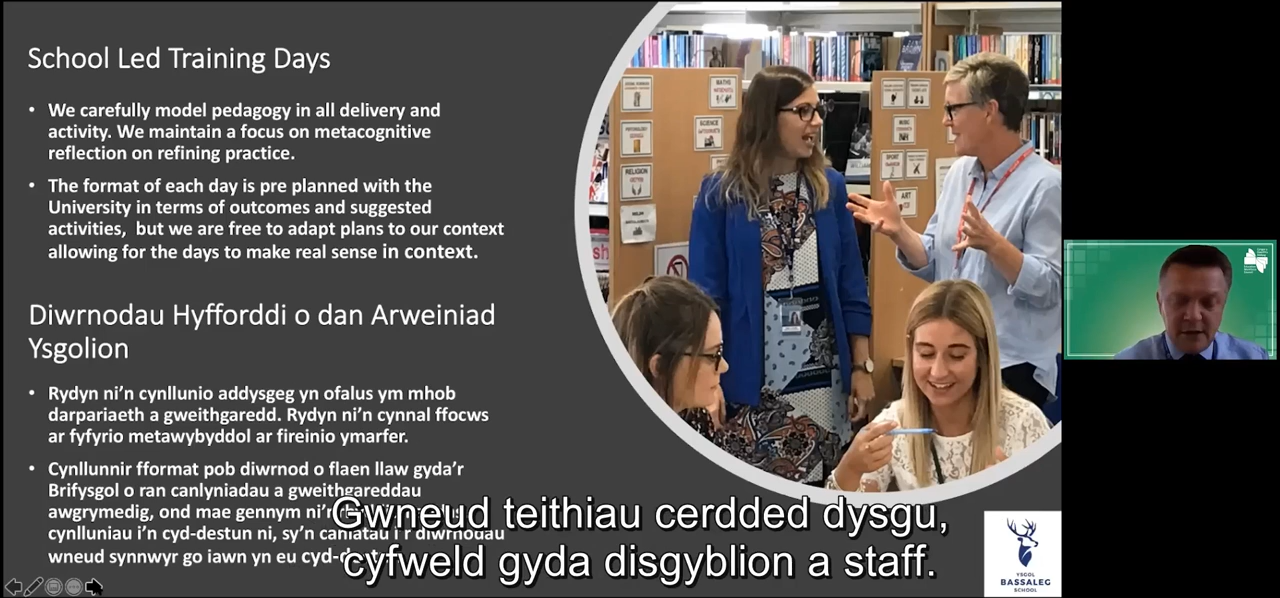 School Led Training Days
• We carefully model pedagogy in all delivery and
activity. We maintain a focus on metacognitive
reflection on refining practice.
• The format of each day is pre planned with the
University in terms of outcomes and suggested
activities, but we are free to adapt plans to our context
allowing for the days to make real sense in context.
Diwrnodau Hyfforddi o dan Arweiniad
Ysgolion
• Rydyn ni’n cynllunio addysgeg yn ofalus ym mhob
darpariaeth a gweithgaredd. Rydyn ni’n cynnal ffocws
ar fyfyrio metawybyddol ar fireinio ymarfer.
• Cynllunnir fformat pob diwrnod o flaen llaw gyda’r
Brifysgol o ran canlyniadau a gweithgareddau
awgrymedig, ond mae gennym ni’r
cynlluniau i’n cyd-destun ni, sy’n caniatáu i’r diwrnodau
wneud synnwyr go iawn yn eu
Gwneud teithiau cerdded dysgu,
cyfweld gyda disgyblion a staff.
MATHS
SCIENCE
RELIGION
MUSIC
SPORT
ART
YSGOL
BASSALEG
SCHOOL